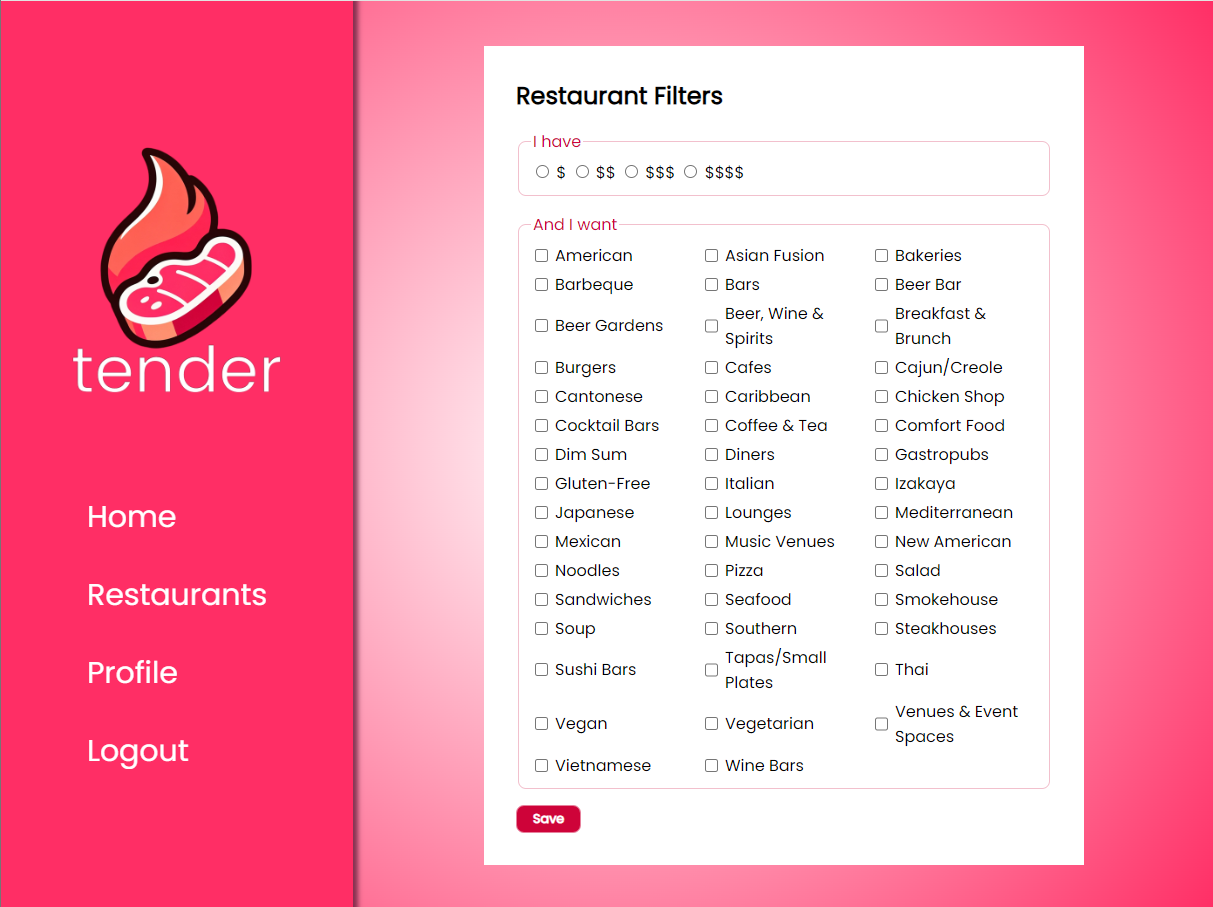 tender
Home
Restaurants
Profile
Logout
Restaurant Filters
I have
$ $$ $$$ $$$$
And I want
American Asian Fusion Bakeries
Barbeque Bars Beer Bar
Beer Gardens Beer, Wine & Spirits Breakfast & Brunch
Burgers Cafes Cajun/Creole
Cantonese Caribbean Chicken Shop
Cocktail Bars Coffee & Tea Comfort Food
Dim Sum Diners Gastropubs
Gluten-Free Italian Izakaya
Japanese Lounges Mediterranean
Mexican Music Venues New American
Noodles Pizza Salad
Sandwiches Seafood Smokehouse
Soup Southern Steakhouses
Sushi Bars Tapas/Small Plates Thai
Vegan Vegetarian Venues & Event Spaces
Vietnamese Wine Bars
Save